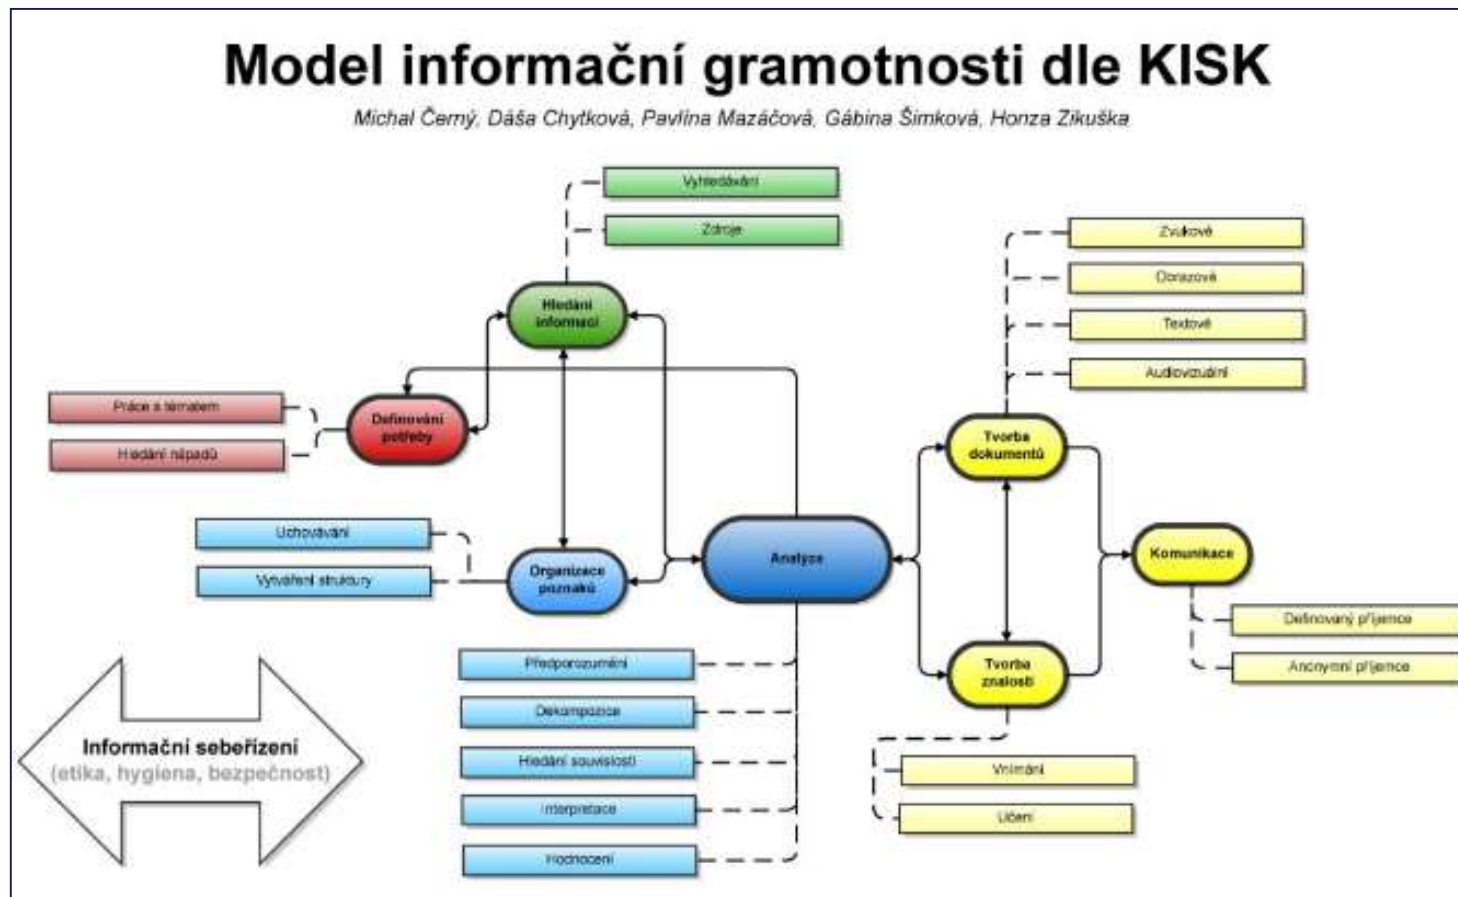 Model informační gramotnosti dle KISK
Michal Černý, Dáša Chytková, Pavlína Mazáčová, Gábina Šimková, Honza Zikuška
Vyhledávání
Zdroje
Hledání
informací
Práce s tématem
Hledání nápadů
Definování
potřeby
Uchovávání
Vytváření struktury
Organizace
poznaků
Analýze
Předporozumění
Dekompozice
Hledání souvislostí
Interpretace
Hodnocení
Zvukové
Obrazové
Textové
Audiovizuální
Tvorba
dokumentů
Tvorba
znalostí
Vnímání
Učení
Komunikace
Definovaný příjemce
Anonymní příjemce
Informační sebeřízení
(etika, hygiena, bezpečnost)